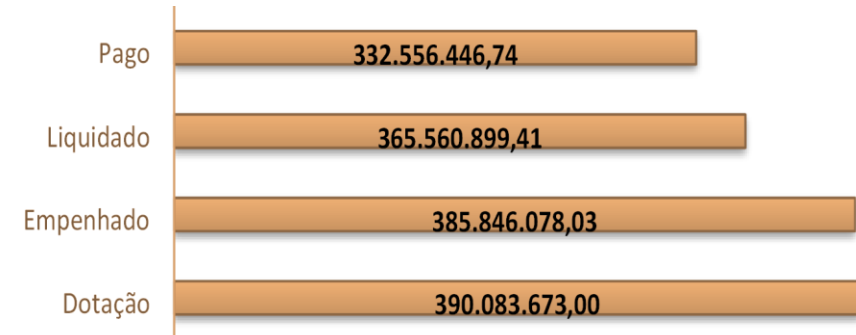 Pago 332.556.446,74
Liquidado 365.560.899,41
Empenhado 385.846.078,03
Dotação 390.083.673,00